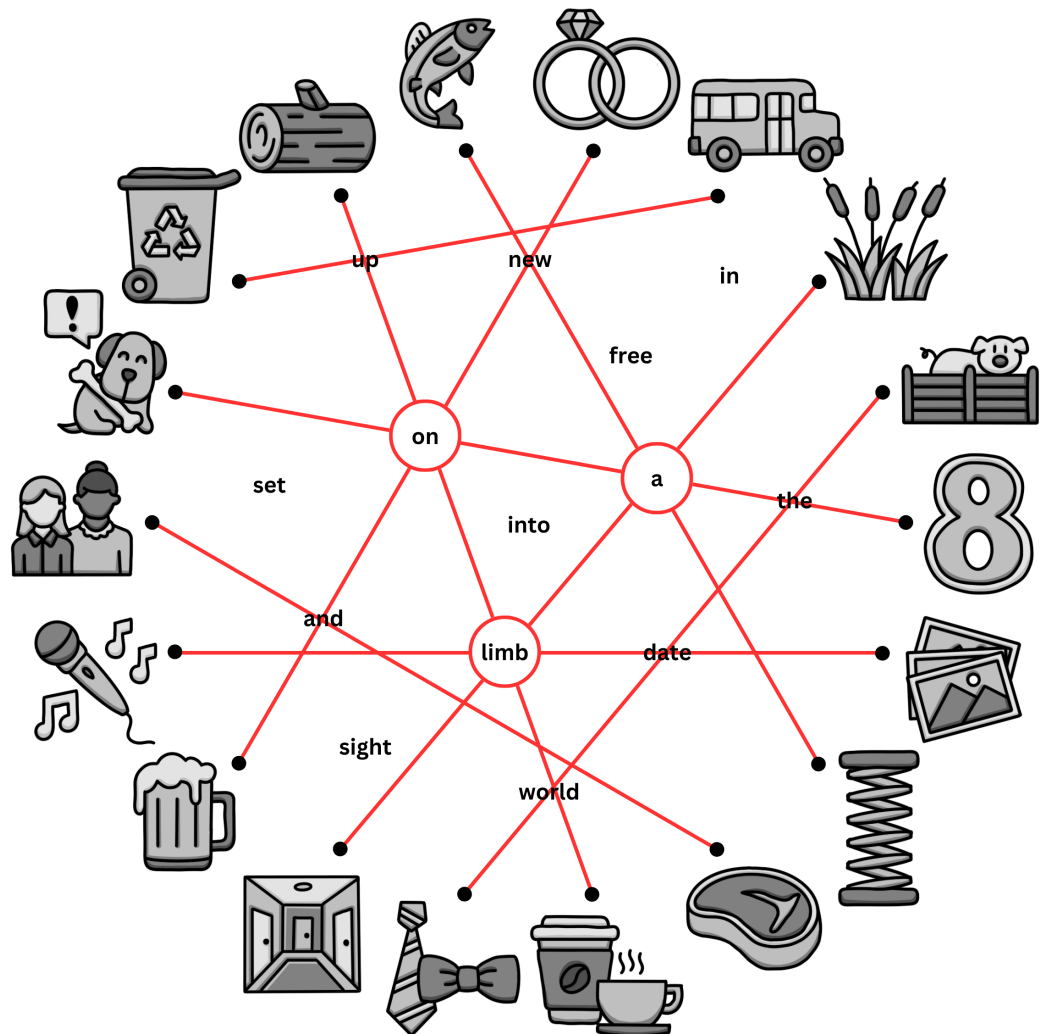 up
new
in
free
on
a
set
the
into
and
limb
date
sight
world
8
!